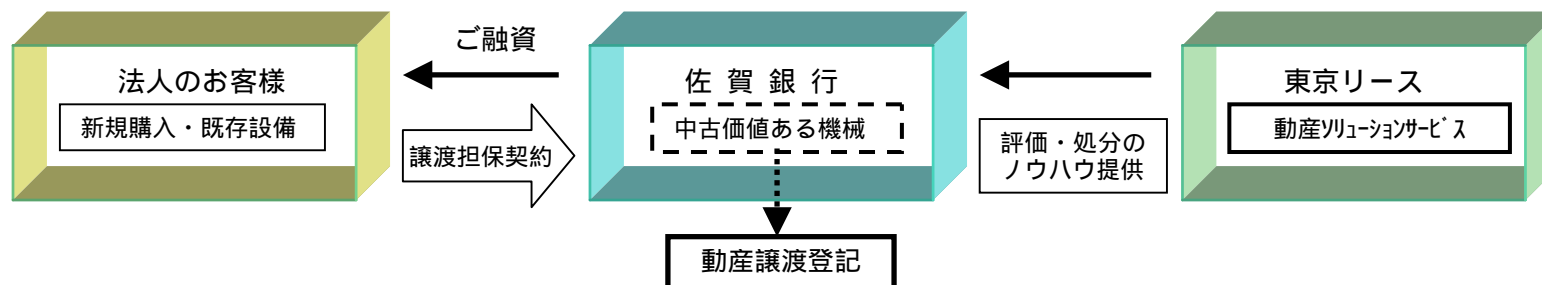 ご融資
法人のお客様
新規購入・既存設備
譲渡担保契約
佐賀銀行
中古価値ある機械
動産譲渡登記
評価・処分の
ノウハウ提供
東京リース
動産ｿﾘｭｰｼｮﾝｻｰﾋﾞｽ